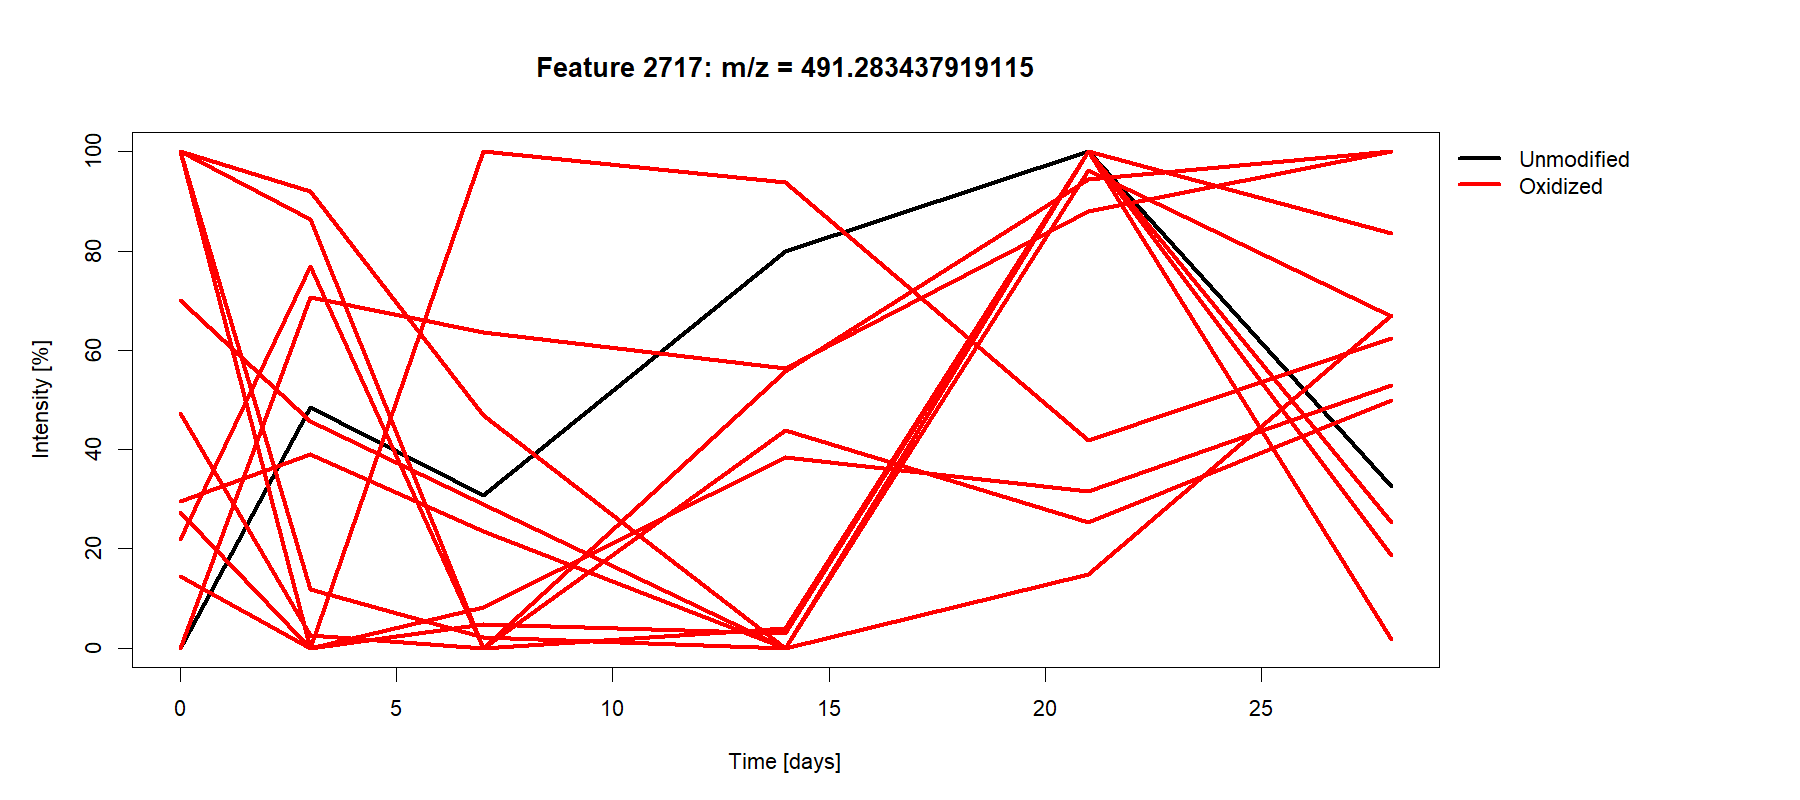 Feature 2717: m/z = 491.283437919115
Unmodified
Oxidized
Intensity [%]
100
80
60
40
20
0
0 5 10 15 20 25
Time [days]